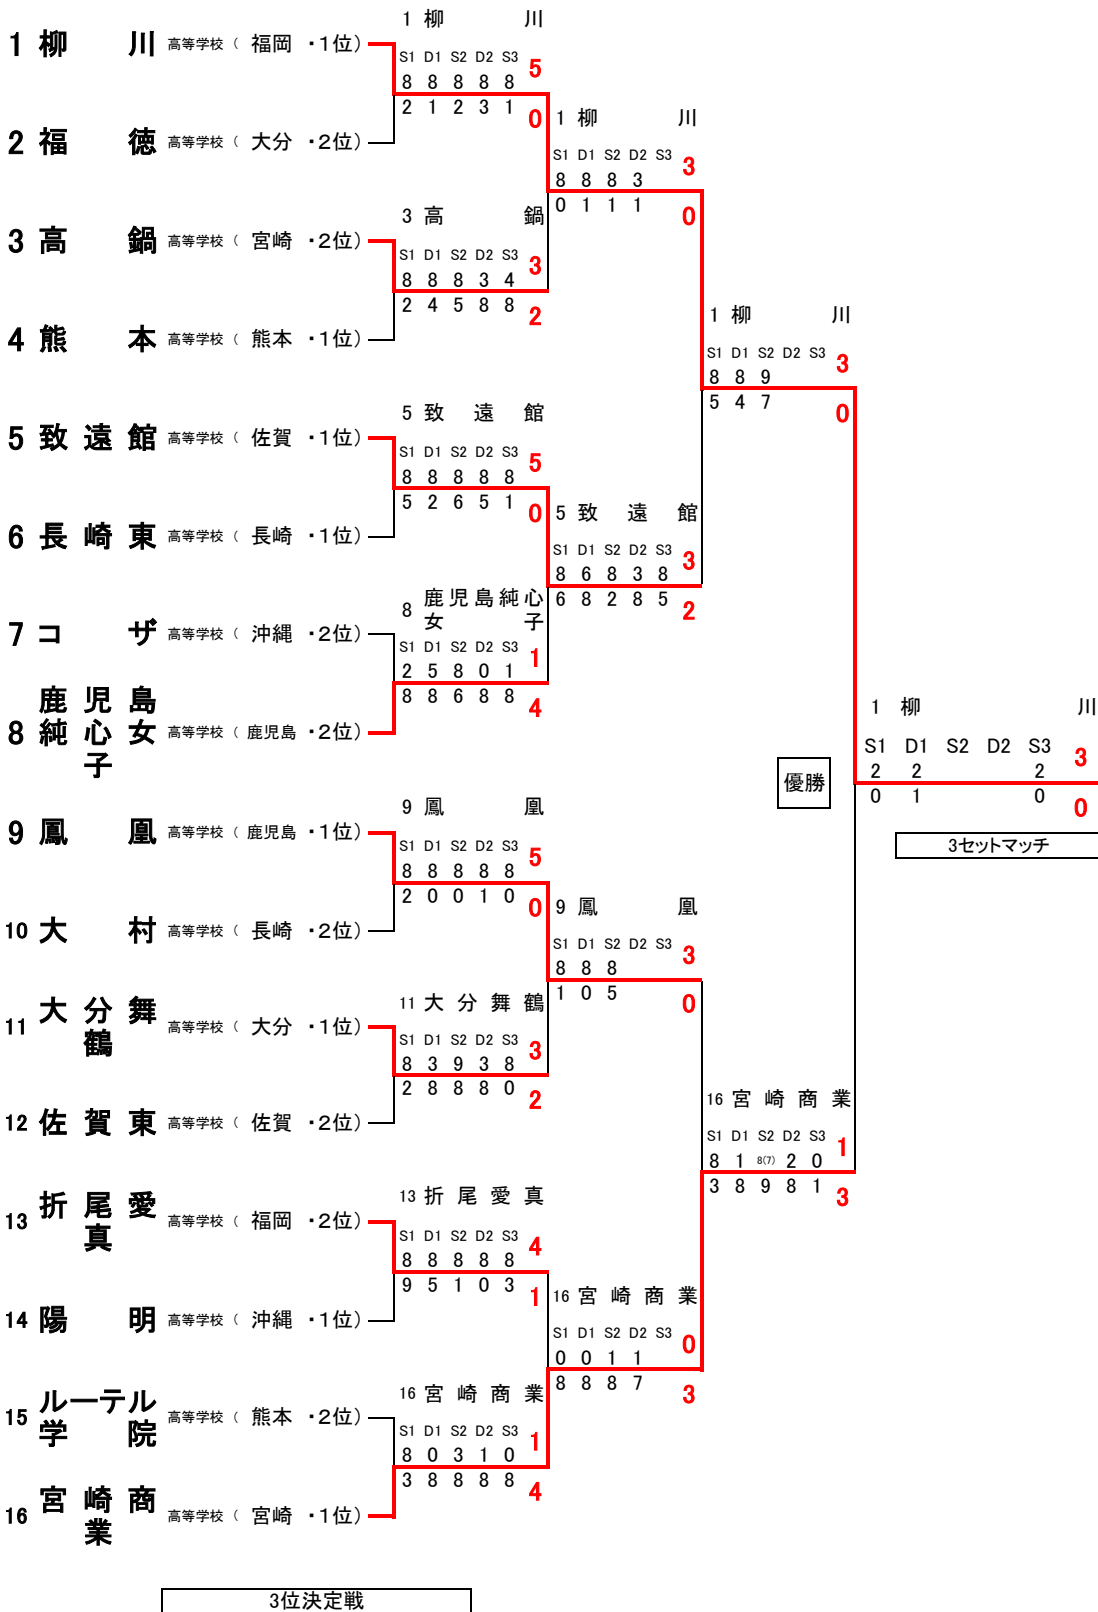 1 柳 川 高等学校( 福岡 ・1位)
2 福 徳 高等学校( 大分 ・2位)
3 高 鍋 高等学校( 宮崎 ・2位)
4 熊 本 高等学校( 熊本 ・1位)
5 致 遠 館 高等学校( 佐賀 ・1位)
6 長 崎 東 高等学校( 長崎 ・1位)
7 コ ザ 高等学校( 沖縄 ・2位)
鹿 児 島
8 純 心 女 高等学校( 鹿児島 ・2位)
子
9 鳳 凰 高等学校( 鹿児島 ・1位)
10 大 村 高等学校( 長崎 ・2位)
大 分 舞
11 高等学校( 大分 ・1位)
鶴
12 佐 賀 東 高等学校( 佐賀 ・2位)
折 尾 愛
13 高等学校( 福岡 ・2位)
真
14 陽 明 高等学校( 沖縄 ・1位)
ルーテル
15 高等学校( 熊本 ・2位)
学 院
宮 崎 商
16 高等学校( 宮崎 ・1位)
業
1 柳 川
S1 D1 S2 D2 S3 5
8 8 8 8 8
2 1 2 3 1 0
3 高 鍋
S1 D1 S2 D2 S3 3
8 8 8 3 4
2 4 5 8 8 2
5 致 遠 館
S1 D1 S2 D2 S3 5
8 8 8 8 8
5 2 6 5 1 0
8 鹿児島純心
女 子
S1 D1 S2 D2 S3 1
2 5 8 0 1
8 8 6 8 8 4
9 鳳 凰
S1 D1 S2 D2 S3 5
8 8 8 8 8
2 0 0 1 0 0
11 大 分 舞 鶴
S1 D1 S2 D2 S3 3
8 3 9 3 8
2 8 8 8 0 2
13 折 尾 愛 真
S1 D1 S2 D2 S3 4
8 8 8 8 8
9 5 1 0 3 1
16 宮 崎 商 業
S1 D1 S2 D2 S3 1
8 0 3 1 0
3 8 8 8 8 4
1 柳 川
S1 D1 S2 D2 S3 3
8 8 8 3
0 1 1 1 0
5 致 遠 館
S1 D1 S2 D2 S3 3
8 6 8 3 8
6 8 2 8 5 2
9 鳳 凰
S1 D1 S2 D2 S3 3
8 8 8
1 0 5 0
16 宮 崎 商 業
S1 D1 S2 D2 S3 0
0 0 1 1
8 8 8 7 3
1 柳 川
S1 D1 S2 D2 S3 3
8 8 9
5 4 7 0
16 宮 崎 商 業
S1 D1 S2 D2 S3 1
8 1 8(7) 2 0
3 8 9 8 1 3
優勝
1 柳 川
S1 D1 S2 D2 S3 3
2 2 2
0 1 0 0
3セットマッチ
3位決定戦